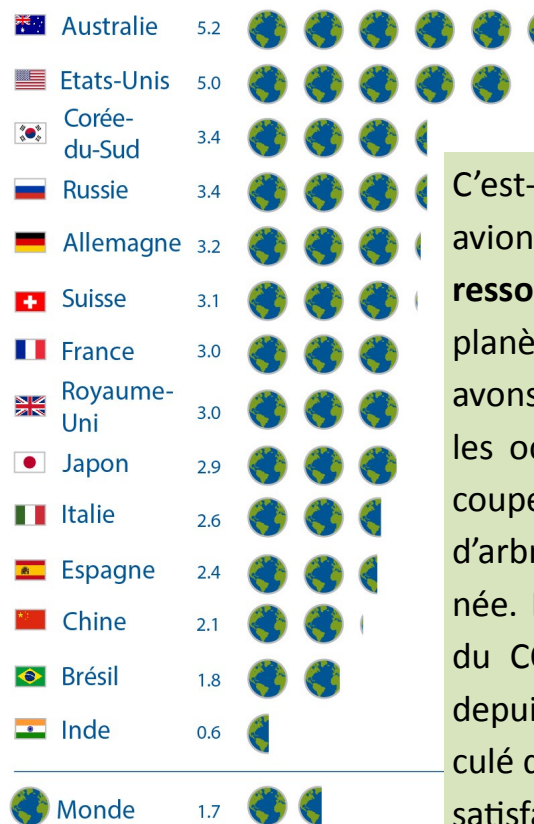 Australie 5.2
Etats-Unis 5.0
Corée-
du-Sud 3.4
Russie 3.4
Allemagne 3.2
Suisse 3.1
France 3.0
Royaume-
Uni 3.0
Japon 2.9
Italie 2.6
Espagne 2.4
Chine 2.1
Brésil 1.8
Inde 0.6
Monde 1.7
C’est-
avion
resso
planè
avons
les oc
coupe
d’arbr
née.
du CO
depui
culé d
satisfa